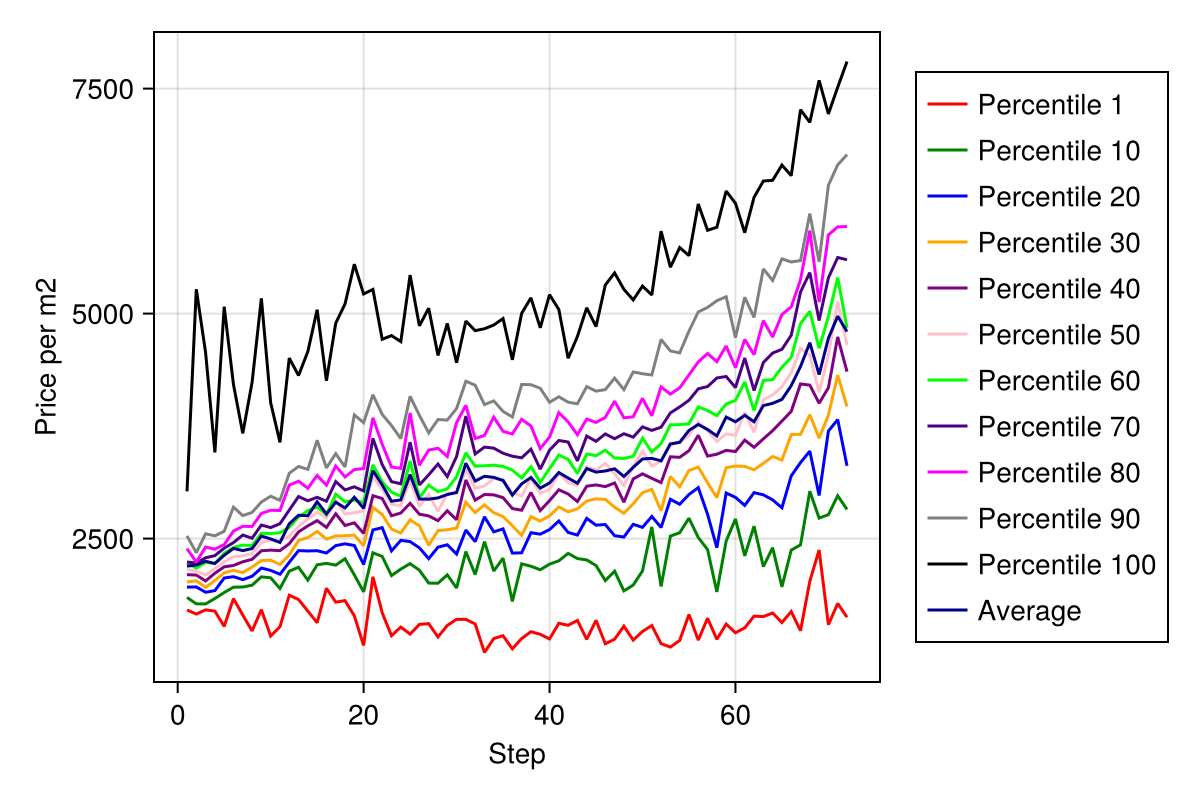 7500
5000
2500
Price per m2
0 20 40 60
Step
Percentile 1
Percentile 10
Percentile 20
Percentile 30
Percentile 40
Percentile 50
Percentile 60
Percentile 70
Percentile 80
Percentile 90
Percentile 100
Average